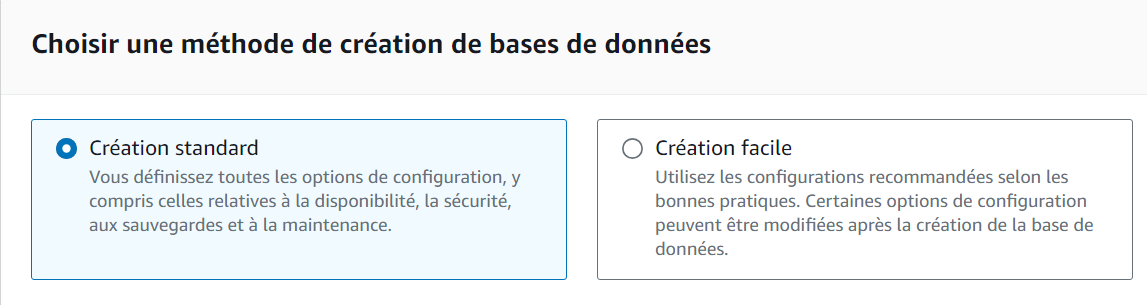 Choisir une méthode de création de bases de données
Création standard
Vous définissez toutes les options de configuration, y
compris celles relatives à la disponibilité, la sécurité,
aux sauvegardes et à la maintenance.
Création facile
Utilisez les configurations recommandées selon les
bonnes pratiques. Certaines options de configuration
peuvent être modifiées après la création de la base de
données.